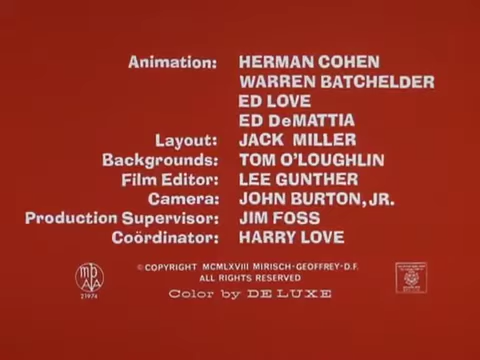 Animation: HERMAN COHEN
WARREN BATCHELDER
ED LOVE
ED DeMATTIA
Layout: JACK MILLER
Backgrounds: TOM O'LOUGHLIN
Film Editor: LEE GUNTHER
Camera: JOHN BURTON, JR.
Production Supervisor: JIM FOSS
Coördinator: HARRY LOVE
©COPYRIGHT MCMLXVIII MIRISCH-GEOFFREY-D.F.
ALL RIGHTS RESERVED
Color by DE LUXE
21974